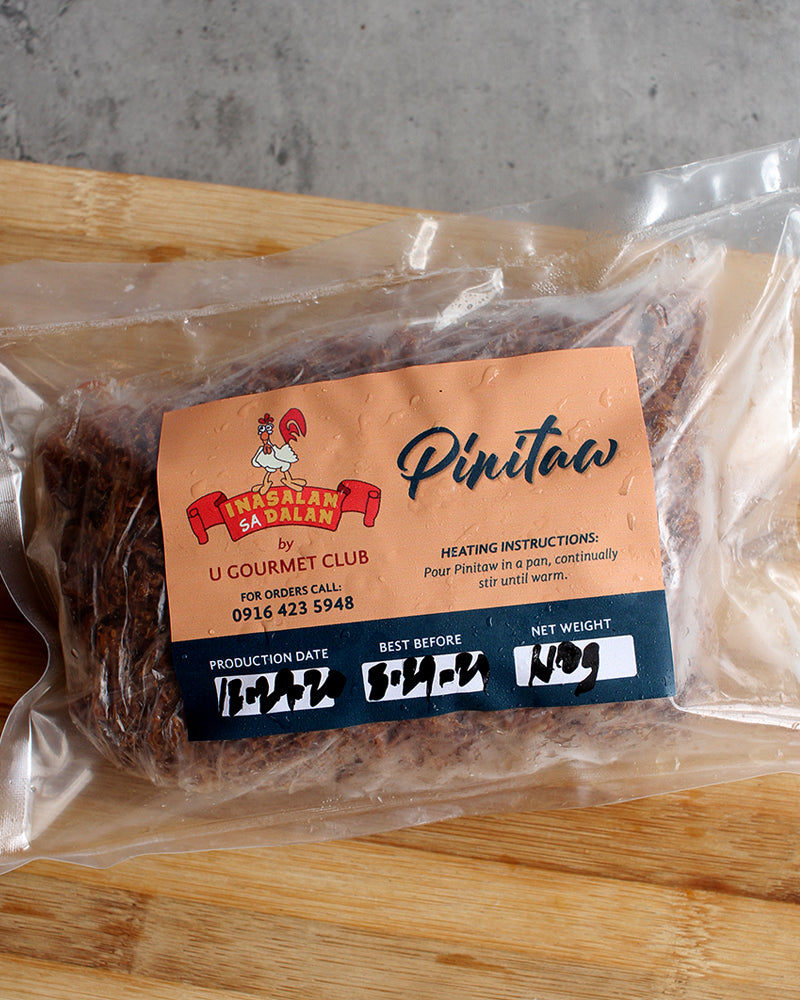 INASALAN
SA DALAN
by
U GOURMET CLUB
FOR ORDERS CALL:
0916 423 5948
Pinitaw
HEATING INSTRUCTIONS:
Pour Pinitaw in a pan, continually
stir until warm.
PRODUCTION DATE
BEST BEFORE
NET WEIGHT